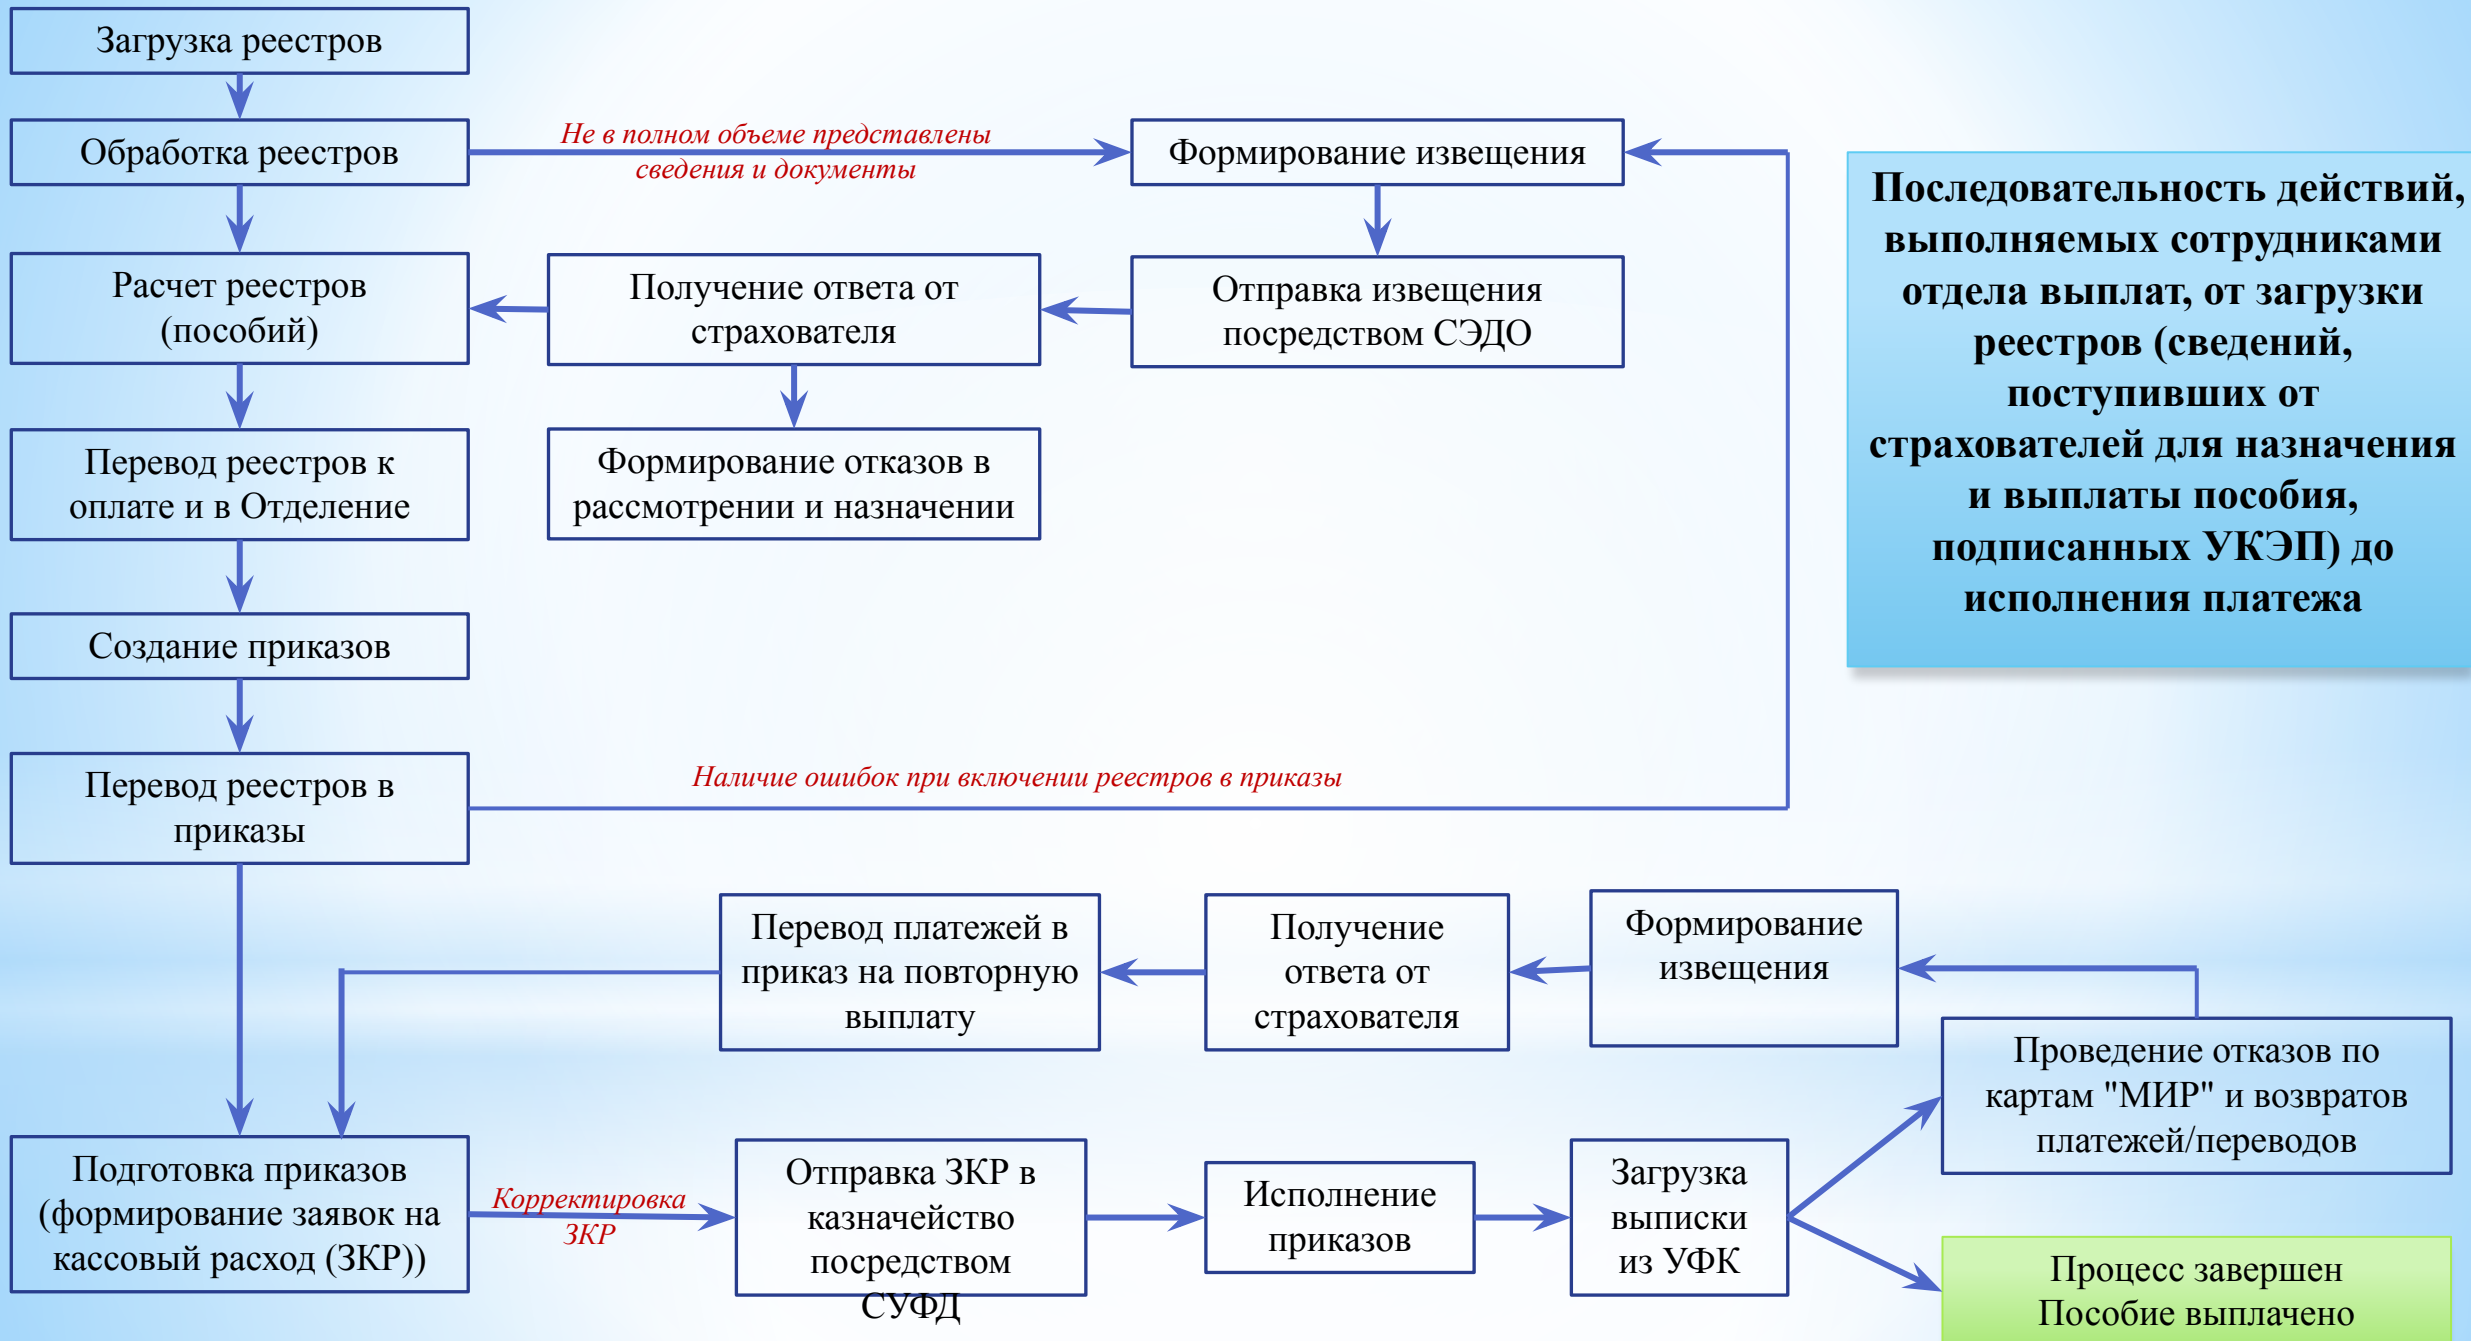 Загрузка реестров
Обработка реестров
Не в полном объеме представлены
сведения и документы
Формирование извещения
Последовательность действий,
выполняемых сотрудниками
отдела выплат, от загрузки
реестров (сведений,
поступивших от
страхователей для назначения
и выплаты пособия,
подписанных УКЭП) до
исполнения платежа
Расчет реестров
(пособий)
Получение ответа от
страхователя
Отправка извещения
посредством СЭДО
Перевод реестров к
оплате и в Отделение
Формирование отказов в
рассмотрении и назначении
Создание приказов
Перевод реестров в
приказы
Наличие ошибок при включении реестров в приказы
Перевод платежей в
приказ на повторную
выплату
Получение
ответа от
страхователя
Формирование
извещения
Проведение отказов по
картам "МИР" и возвратов
платежей/переводов
Подготовка приказов
(формирование заявок на
кассовый расход (ЗКР))
Корректировка
ЗКР
Отправка ЗКР в
казначейство
посредством
СУФД
Исполнение
приказов
Загрузка
выписки
из УФК
Процесс завершен
Пособие выплачено